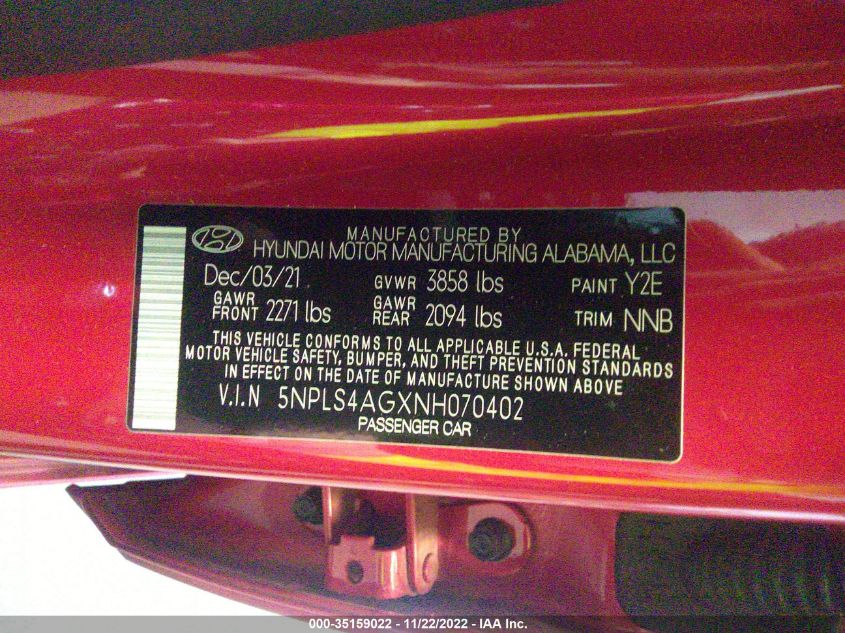 MANUFACTURED BY
HYUNDAI MOTOR MANUFACTURING ALABAMA, LLC
Dec/03/21 GVWR 3858 lbs PAINT Y2E
GAWR FRONT 2271 lbs GAWR REAR 2094 lbs TRIM NNB
THIS VEHICLE CONFORMS TO ALL APPLICABLE U.S.A. FEDERAL
MOTOR VEHICLE SAFETY, BUMPER, AND THEFT PREVENTION STANDARDS
IN EFFECT ON THE DATE OF MANUFACTURE SHOWN ABOVE
V.I.N 5NPLS4AGXNH070402
PASSENGER CAR
000-35159022 - 11/22/2022 - IAA Inc.